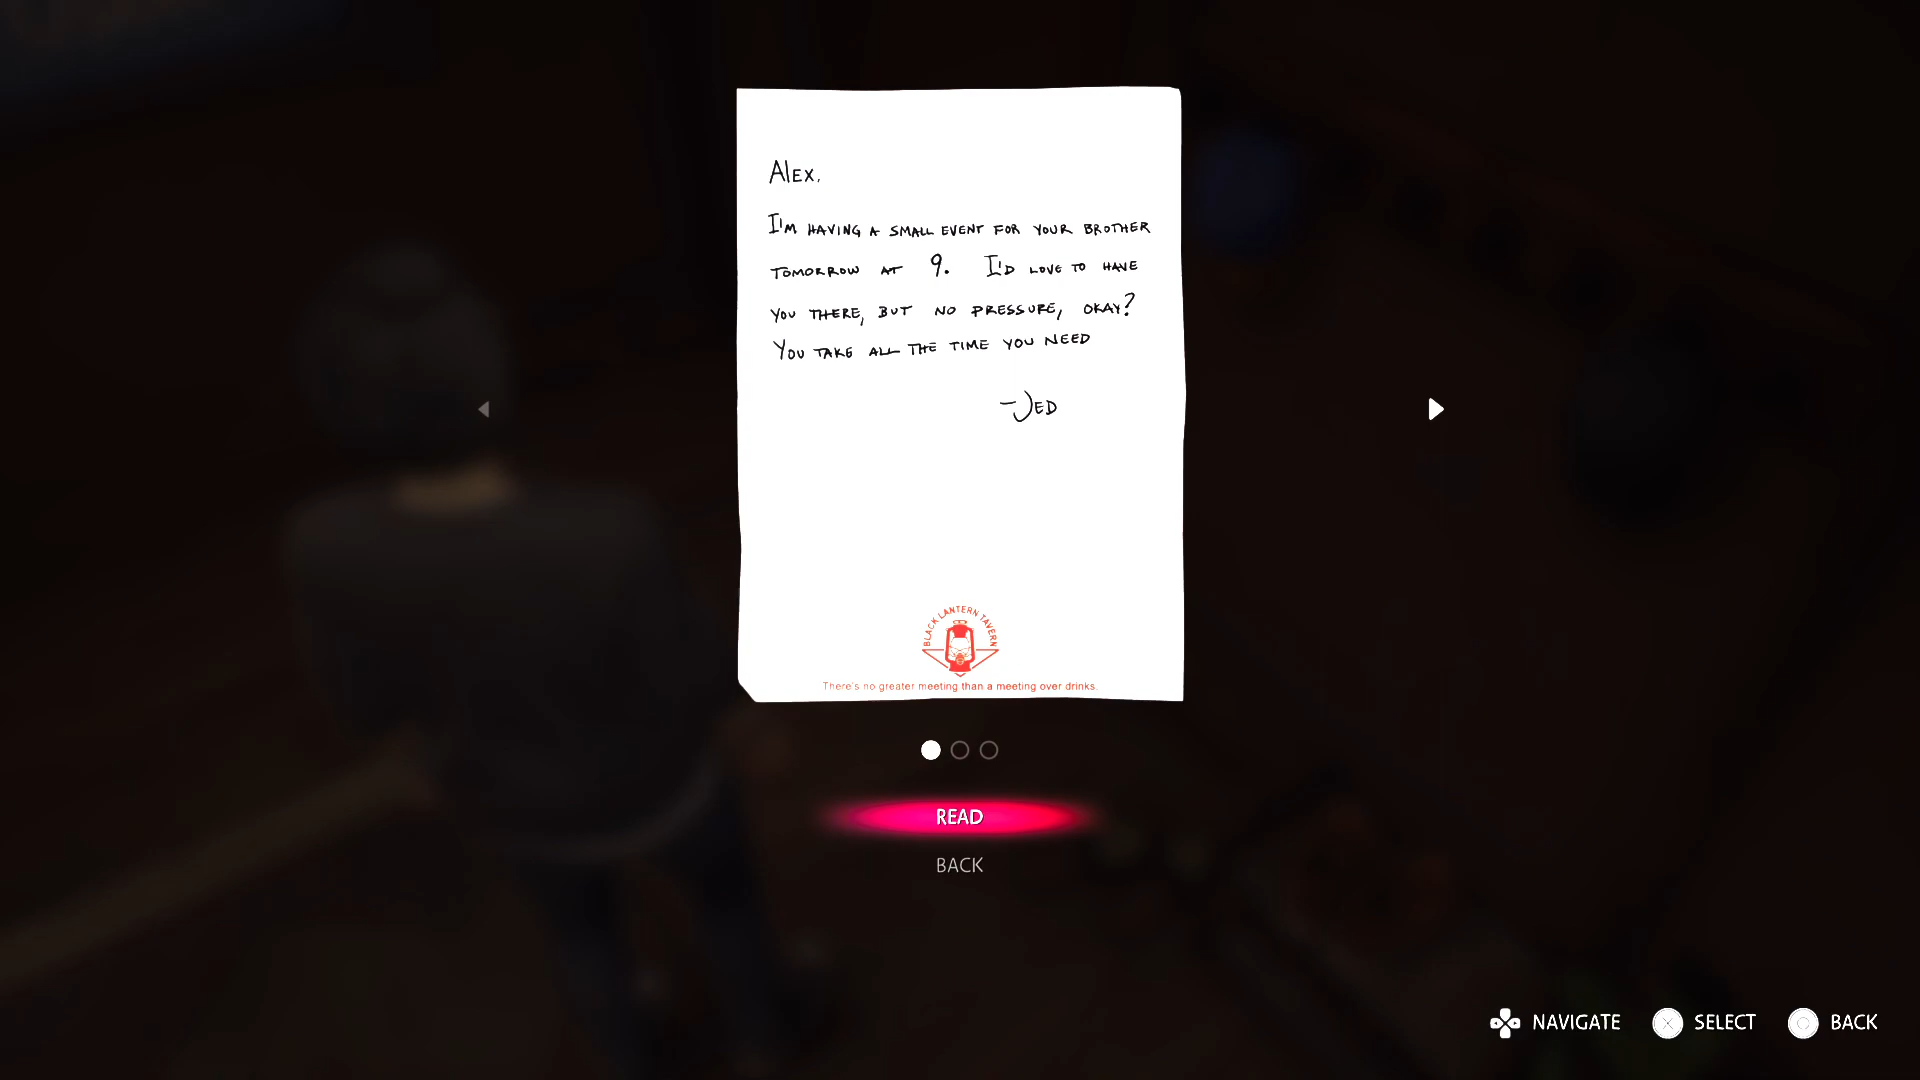 Alex,
I'm having a small event for your brother
tomorrow at 9. I'd love to have
you there, but no pressure, okay?
You take all the time you need
-Jed
BLACK LANTERN TAVERN
There's no greater meeting than a meeting over drinks.
READ
BACK
NAVIGATE SELECT BACK